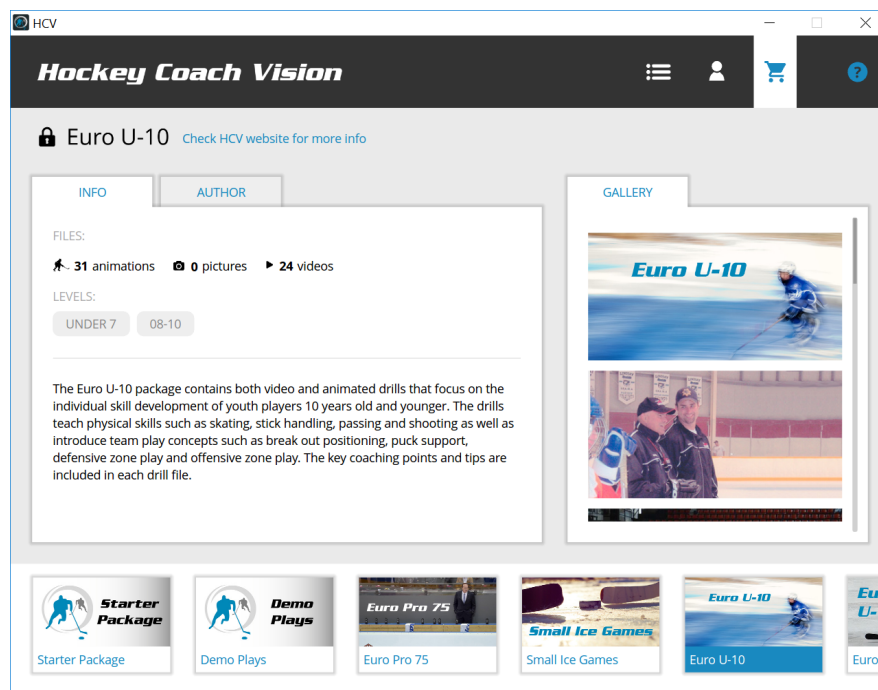 HCV
Hockey Coach Vision
?
Euro U-10 Check HCV website for more info
INFO
AUTHOR
GALLERY
FILES:
31 animations 0 pictures 24 videos
LEVELS:
UNDER 7 08-10
The Euro U-10 package contains both video and animated drills that focus on the
individual skill development of youth players 10 years old and younger. The drills
teach physical skills such as skating, stick handling, passing and shooting as well as
introduce team play concepts such as break out positioning, puck support,
defensive zone play and offensive zone play. The key coaching points and tips are
included in each drill file.
Euro U-10
Starter
Package
Starter Package
Demo
Plays
Demo Plays
Euro Pro 75
Euro Pro 75
Small Ice Games
Small Ice Games
Euro U-10
Euro U-10
Eu
U-
Euro